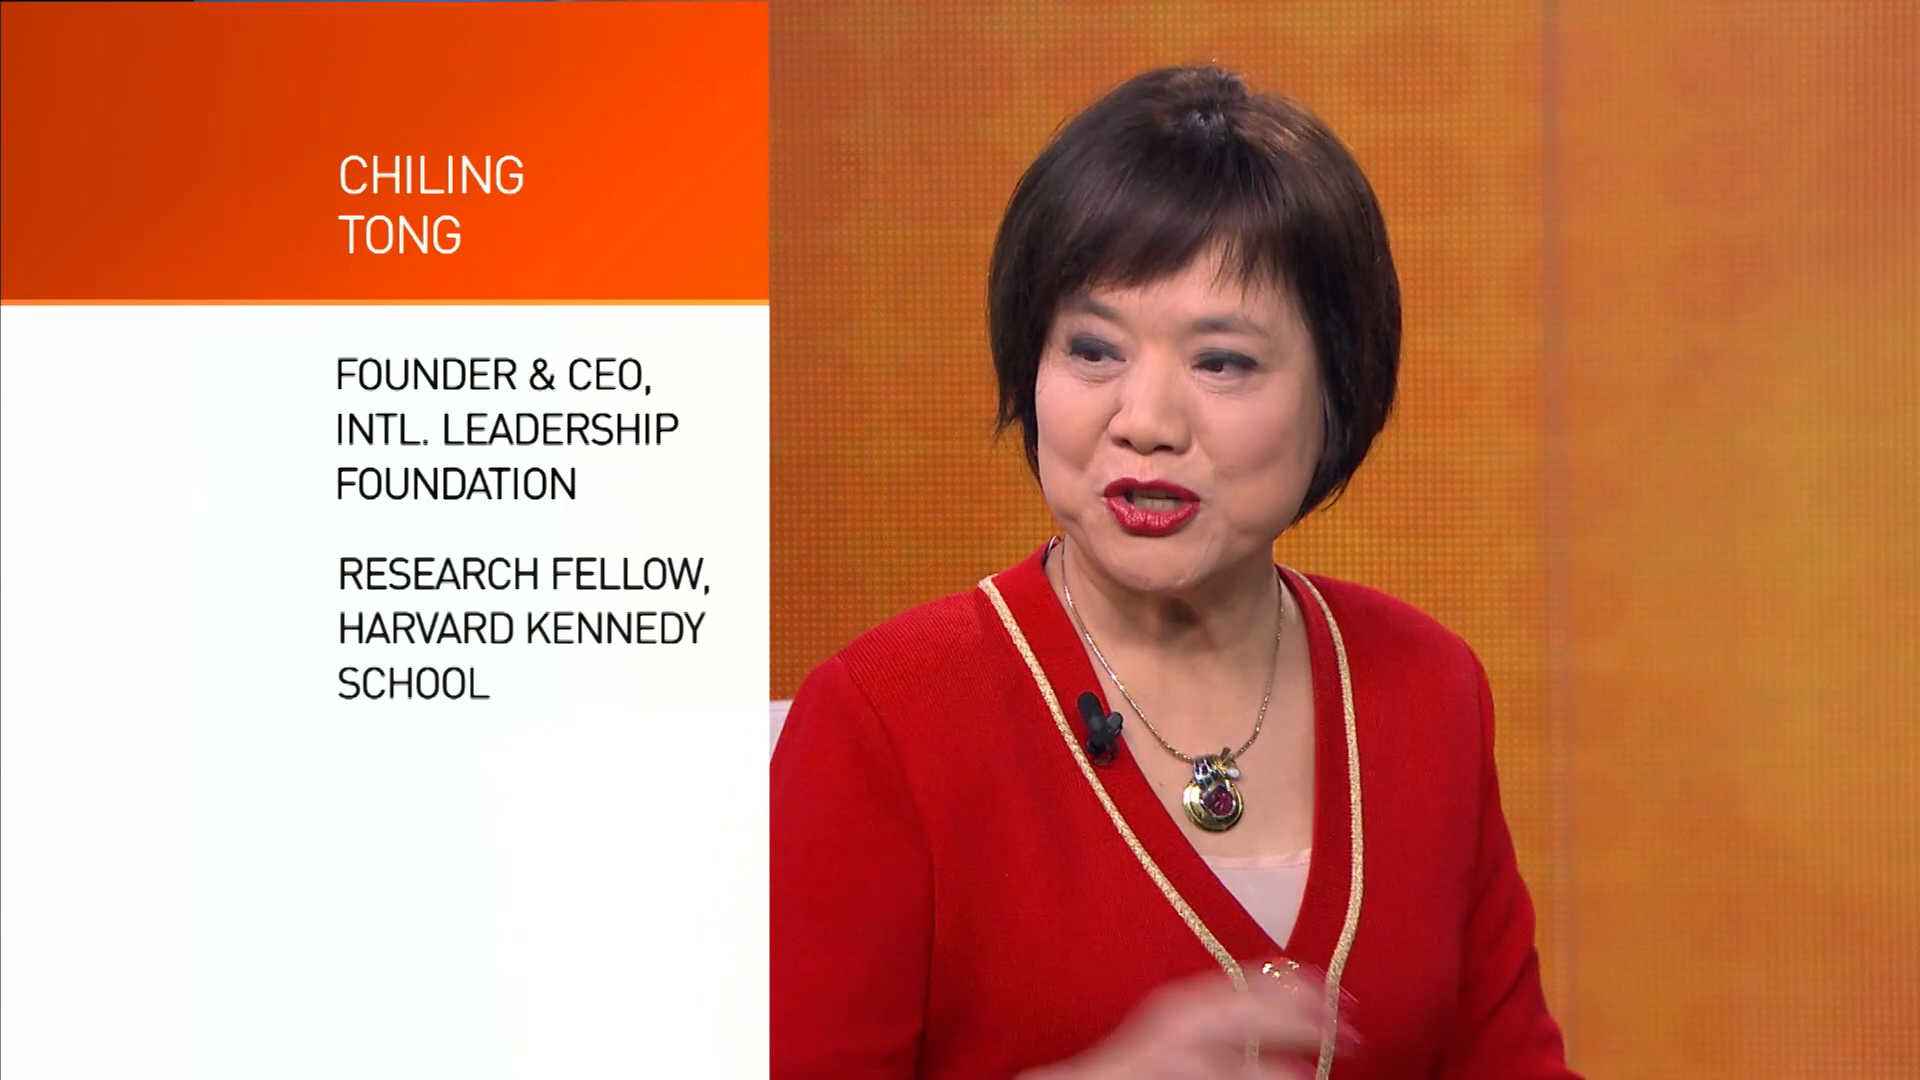 CHILING
TONG
FOUNDER & CEO,
INTL. LEADERSHIP
FOUNDATION
RESEARCH FELLOW,
HARVARD KENNEDY
SCHOOL